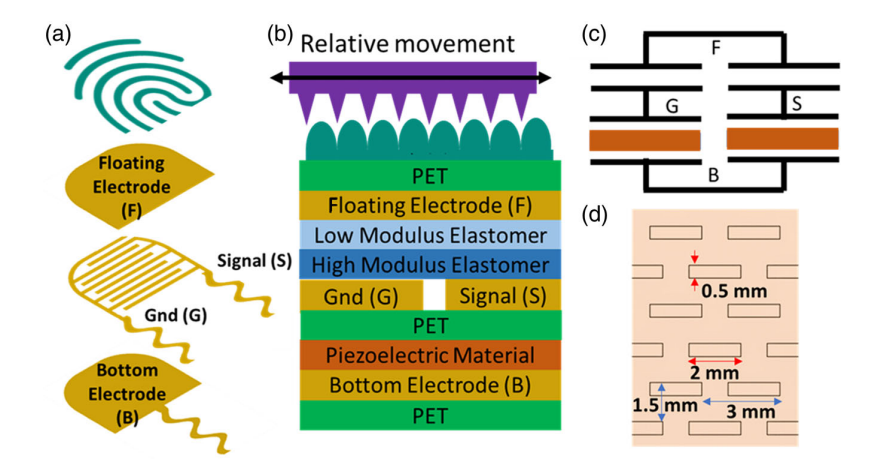 (a)
Floating
Electrode
(F)
Signal (S)
Gnd (G)
Bottom
Electrode
(B)
(b)
Relative movement
PET
Floating Electrode (F)
Low Modulus Elastomer
High Modulus Elastomer
Gnd (G)
Signal (S)
PET
Piezoelectric Material
Bottom Electrode (B)
PET
(c)
F
G
S
B
(d)
0.5 mm
2 mm
1.5 mm
3 mm